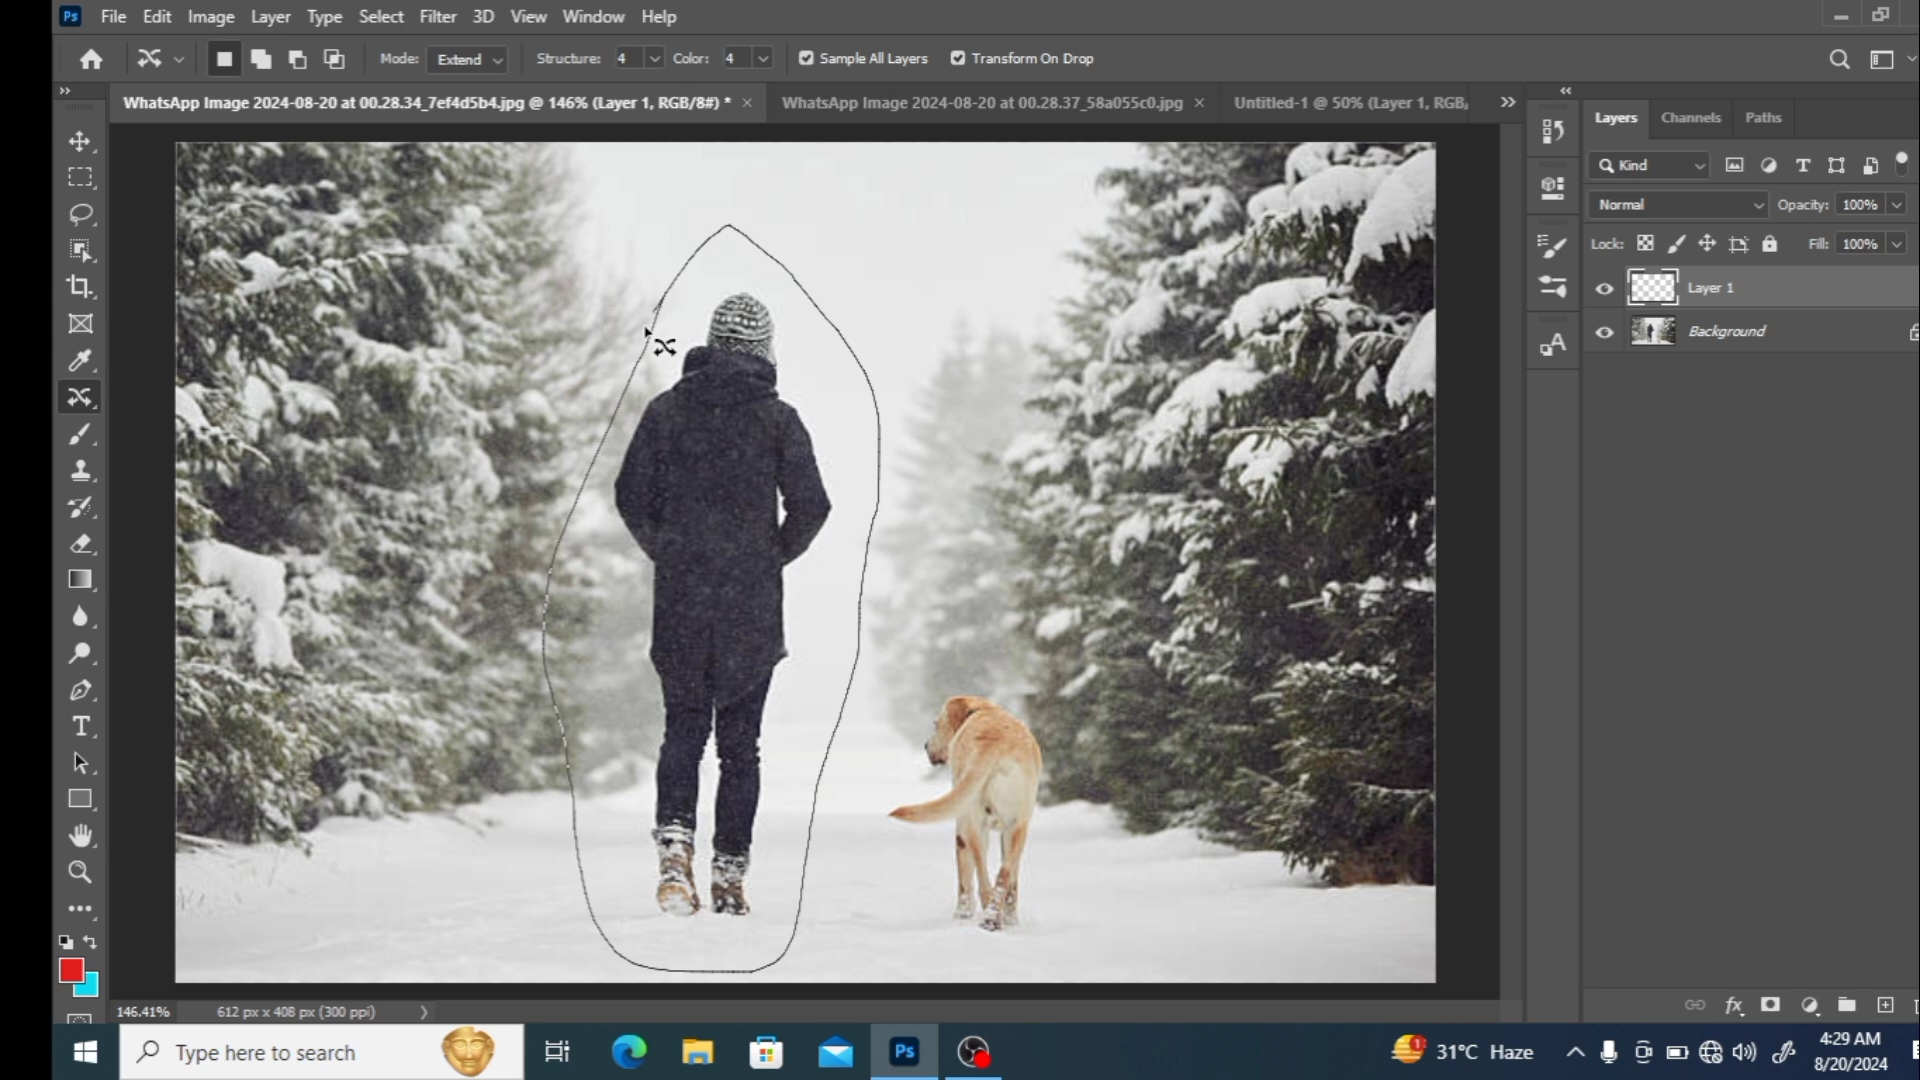 Ps File Edit Image Layer Type Select Filter 3D View Window Help
Mode: Extend Structure: 4 Color: 4 Sample All Layers Transform On Drop
WhatsApp Image 2024-08-20 at 00.28.34_7ef4d5b4.jpg @ 146% (Layer 1, RGB/8#) * × WhatsApp Image 2024-08-20 at 00.28.37_58a055c0.jpg × Untitled-1 @ 50% (Layer 1, RGB/
Layers Channels Paths
Kind
Normal Opacity: 100%
Lock: Fill: 100%
Layer 1
Background
146.41% 612 px x 408 px (300 ppi)
Type here to search
Ps
1
31°C Haze
4:29 AM
8/20/2024